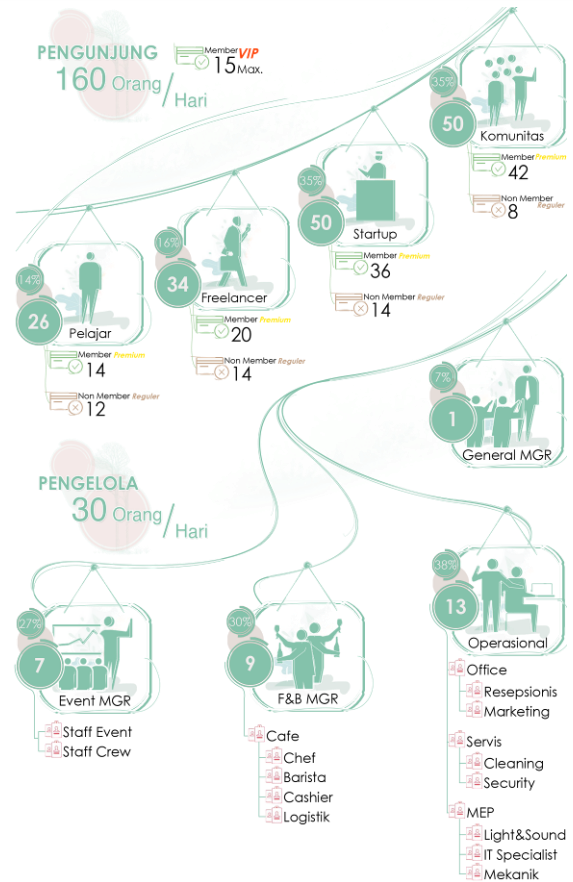 PENGUNJUNG
160 Orang/Hari
Member VIP
15 Max.
35%
50
Komunitas
Member Premium
42
Non Member Reguler
8
35%
50
Startup
Member Premium
36
Non Member Reguler
14
16%
34
Freelancer
Member Premium
20
Non Member Reguler
14
14%
26
Pelajar
Member Premium
14
Non Member Reguler
12
7%
1
General MGR
PENGELOLA
30 Orang/Hari
27%
7
Event MGR
Staff Event
Staff Crew
30%
9
F&B MGR
Cafe
Chef
Barista
Cashier
Logistik
38%
13
Operasional
Office
Resepsionis
Marketing
Servis
Cleaning
Security
MEP
Light&Sound
IT Specialist
Mekanik